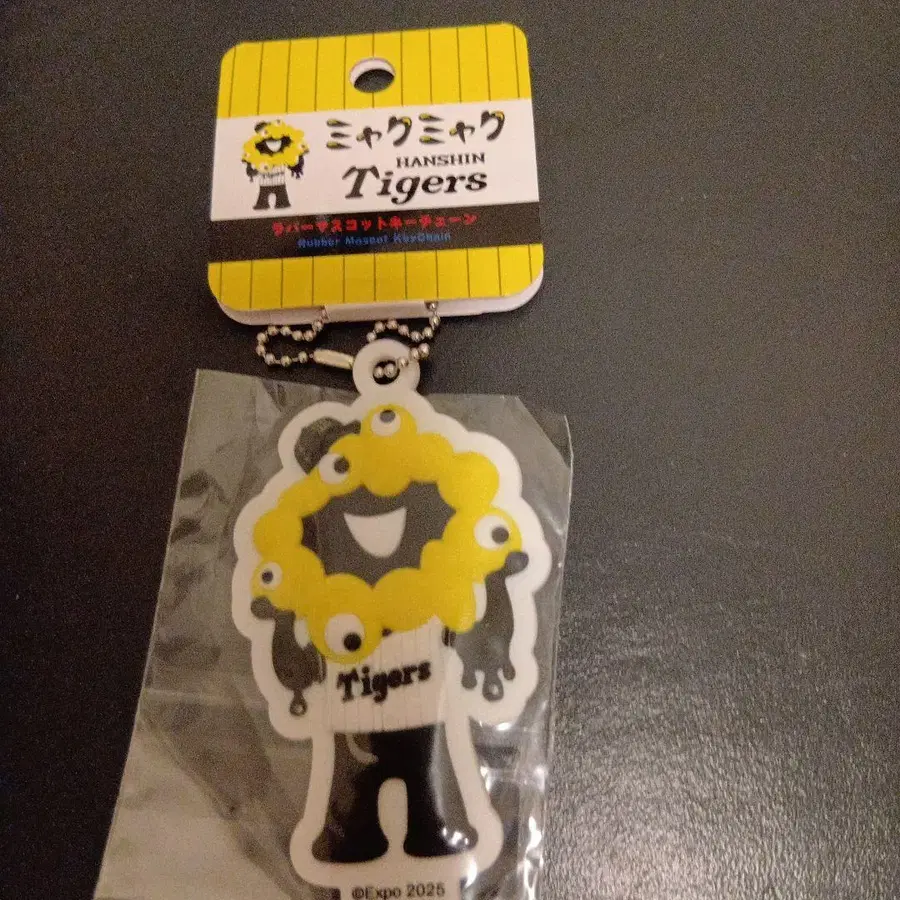 ミャクミャク
HANSHIN
Tigers
ラバーマスコットキーチェーン
Rubber Mascot KeyChain
Tigers
©Expo 2025